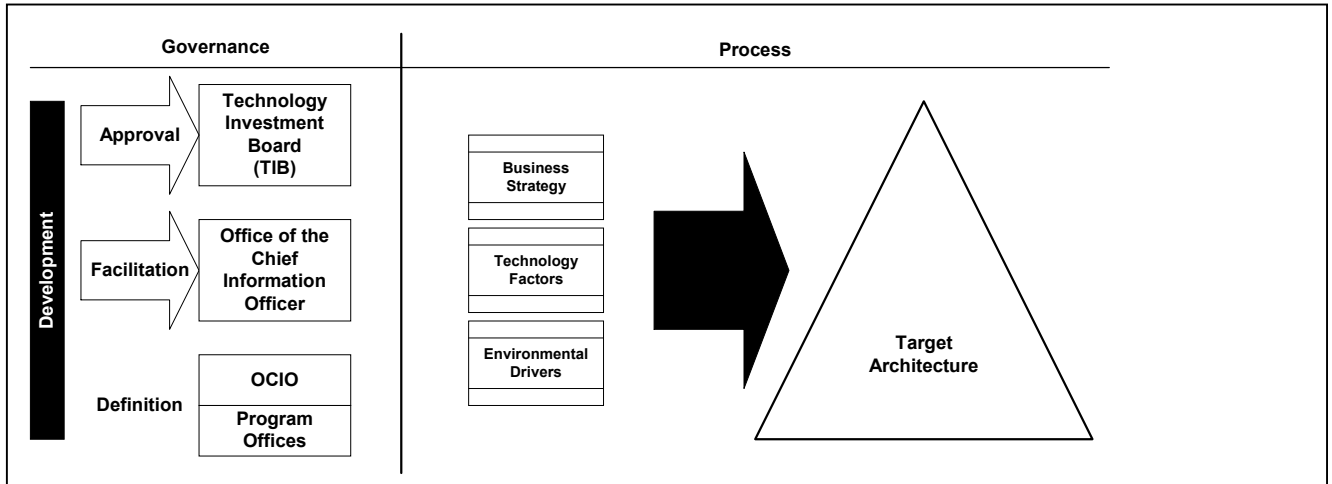 Governance
Process
Development
Approval
Technology
Investment
Board
(TIB)
Facilitation
Office of the
Chief
Information
Officer
Definition
OCIO
Program
Offices
Business
Strategy
Technology
Factors
Environmental
Drivers
Target
Architecture